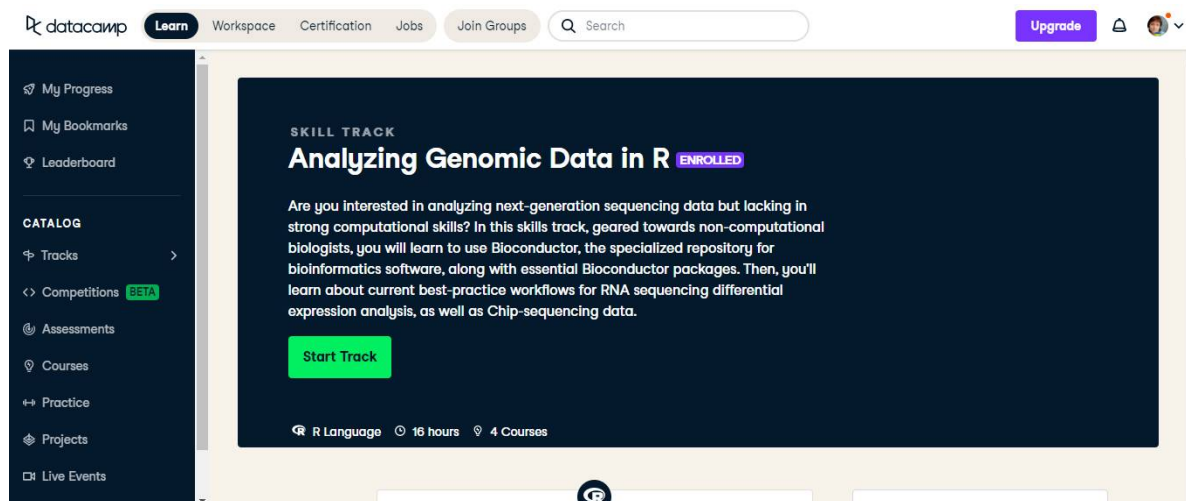 datacamp Learn Workspace Certification Jobs Join Groups Search Upgrade
My Progress
My Bookmarks
Leaderboard
CATALOG
Tracks
Competitions BETA
Assessments
Courses
Practice
Projects
Live Events
SKILL TRACK
Analyzing Genomic Data in R ENROLLED
Are you interested in analyzing next-generation sequencing data but lacking in
strong computational skills? In this skills track, geared towards non-computational
biologists, you will learn to use Bioconductor, the specialized repository for
bioinformatics software, along with essential Bioconductor packages. Then, you'll
learn about current best-practice workflows for RNA sequencing differential
expression analysis, as well as Chip-sequencing data.
Start Track
R Language 16 hours 4 Courses